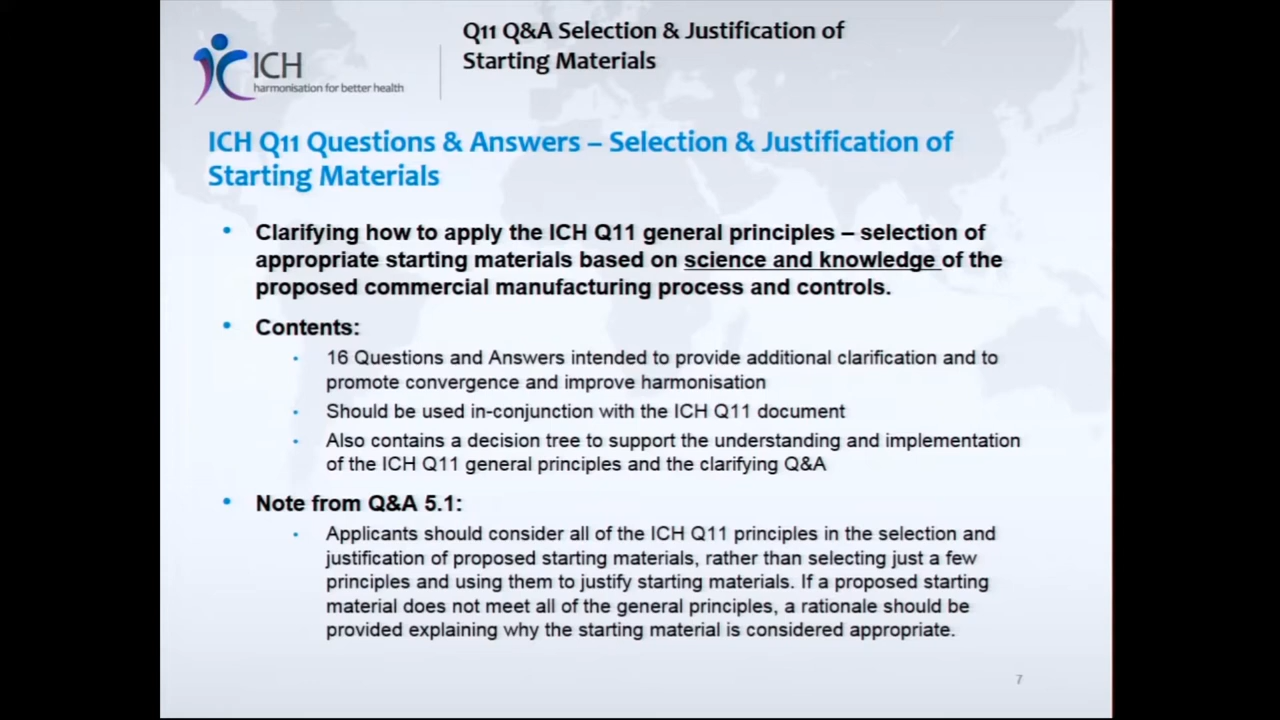 Q11 Q&A Selection & Justification of
Starting Materials
ICH
harmonisation for better health
ICH Q11 Questions & Answers – Selection & Justification of
Starting Materials
• Clarifying how to apply the ICH Q11 general principles – selection of
appropriate starting materials based on science and knowledge of the
proposed commercial manufacturing process and controls.
• Contents:
• 16 Questions and Answers intended to provide additional clarification and to
promote convergence and improve harmonisation
• Should be used in-conjunction with the ICH Q11 document
• Also contains a decision tree to support the understanding and implementation
of the ICH Q11 general principles and the clarifying Q&A
• Note from Q&A 5.1:
• Applicants should consider all of the ICH Q11 principles in the selection and
justification of proposed starting materials, rather than selecting just a few
principles and using them to justify starting materials. If a proposed starting
material does not meet all of the general principles, a rationale should be
provided explaining why the starting material is considered appropriate.
7